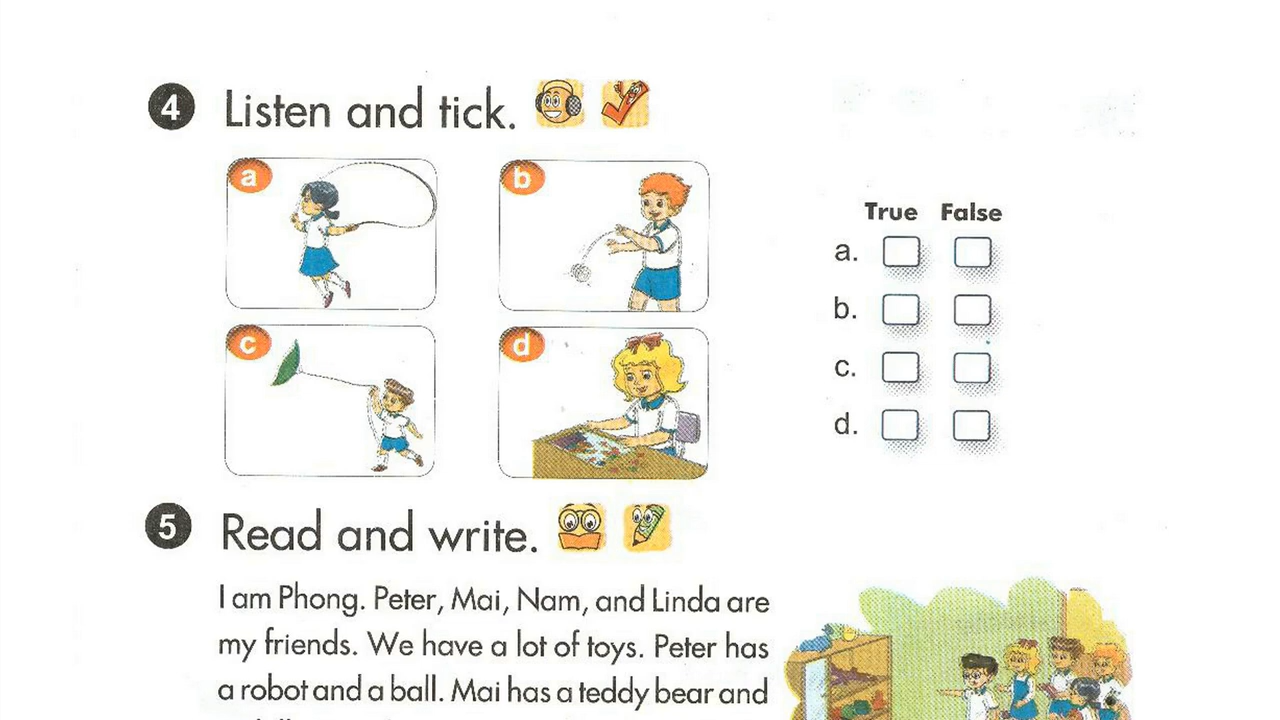 4 Listen and tick.
a
b
True False
a.
b.
c
d
c.
d.
5 Read and write.
I am Phong. Peter, Mai, Nam, and Linda are
my friends. We have a lot of toys. Peter has
a robot and a ball. Mai has a teddy bear and